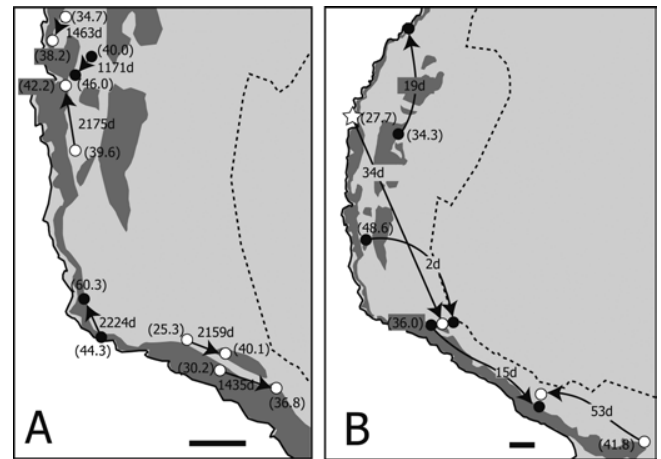 (34.7)
1463d
(38.2)
(40.0)
1171d
(46.0)
(42.2)
2175d
(39.6)
(60.3)
2224d
(44.3)
(25.3)
2159d
(40.1)
(30.2)
1435d
(36.8)
A
19d
(27.7)
(34.3)
34d
(48.6)
2d
(36.0)
15d
53d
(41.8)
B